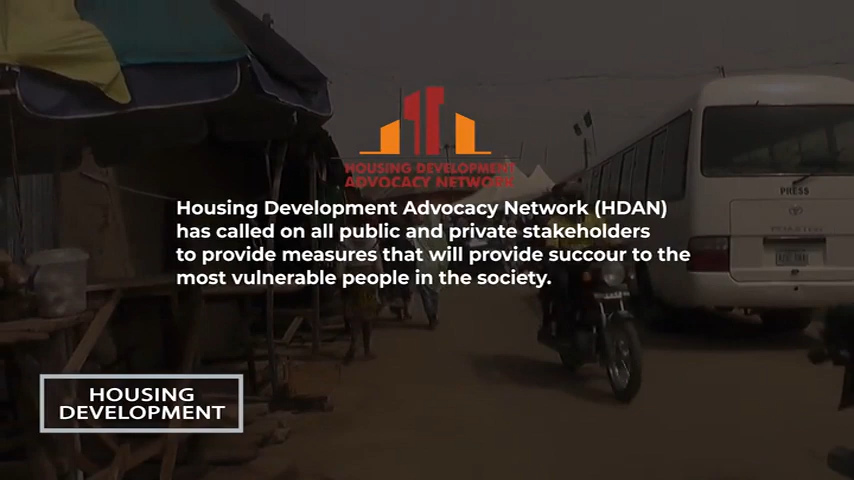 HOUSING DEVELOPMENT
ADVOCACY NETWORK
Housing Development Advocacy Network (HDAN)
has called on all public and private stakeholders
to provide measures that will provide succour to the
most vulnerable people in the society.
PRESS
HOUSING
DEVELOPMENT